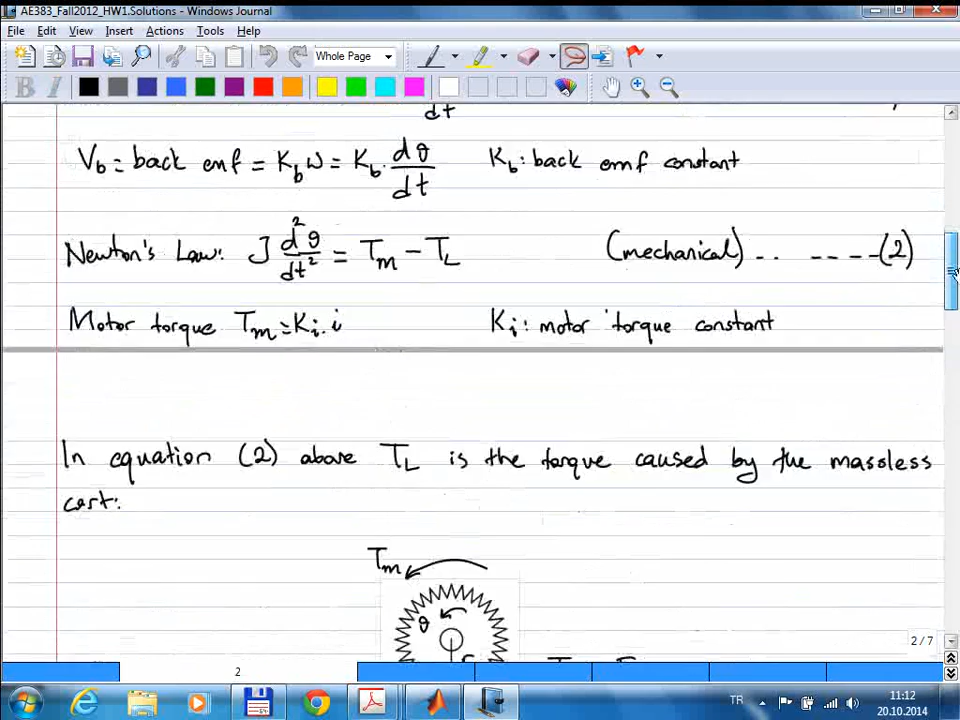 AE383_Fall2012_HW1.Solutions - Windows Journal
File Edit View Insert Actions Tools Help
Whole Page
B I
dt
V_b = back emf = K_b ω = K_b . dθ/dt K_b: back emf constant
Newton's Law: J d²θ/dt² = T_m - T_L (mechanical) .. -- -- --(2)
Motor torque T_m = K_i . i K_i: motor torque constant
In equation (2) above T_L is the torque caused by the massless
cart:
T_m
θ
r
2 / 7
2
TR
11:12
20.10.2014